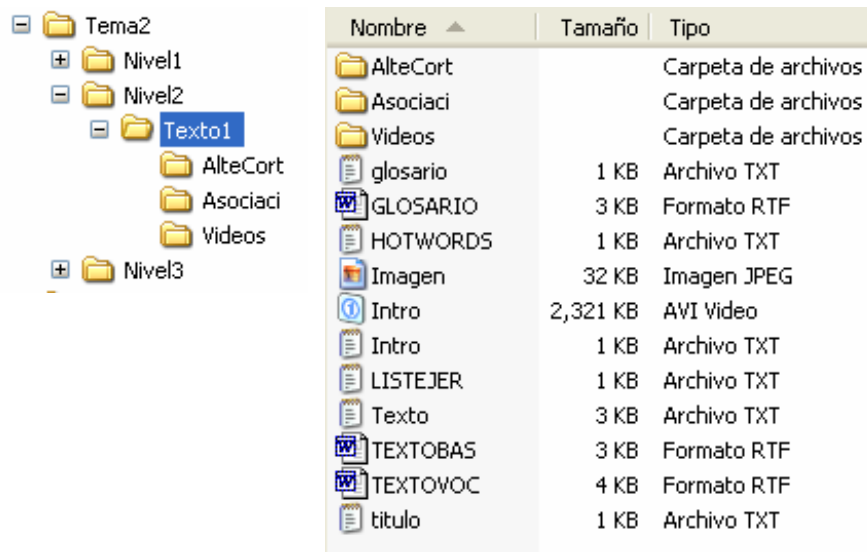 Tema2
Nivel1
Nivel2
Texto1
AlteCort
Asociaci
Videos
Nivel3
Nombre Tamaño Tipo
AlteCort Carpeta de archivos
Asociaci Carpeta de archivos
Videos Carpeta de archivos
glosario 1 KB Archivo TXT
GLOSARIO 3 KB Formato RTF
HOTWORDS 1 KB Archivo TXT
Imagen 32 KB Imagen JPEG
Intro 2,321 KB AVI Video
Intro 1 KB Archivo TXT
LISTEJER 1 KB Archivo TXT
Texto 3 KB Archivo TXT
TEXTOBAS 3 KB Formato RTF
TEXTOVOC 4 KB Formato RTF
titulo 1 KB Archivo TXT